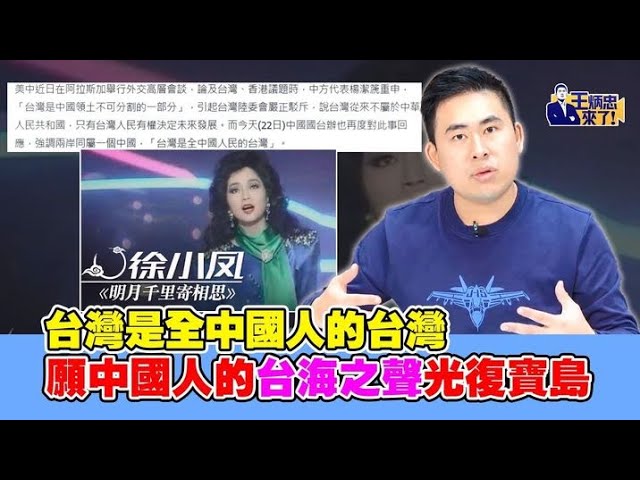 美中近日在阿拉斯加舉行外交高層會談，論及台灣、香港議題時，中方代表楊潔篪重申，
「台灣是中國領土不可分割的一部分」，引起台灣陸委會嚴正駁斥，說台灣從來不屬於中華
人民共和國，只有台灣人民有權決定未來發展。而今天(22日)中國國台辦也再度對此事回
應，強調兩岸同屬一個中國，「台灣是全中國人民的台灣」。
王炳忠
來了!
徐小凤
《明月千里寄相思》
台灣是全中國人的台灣
願中國人的台海之聲光復寶島